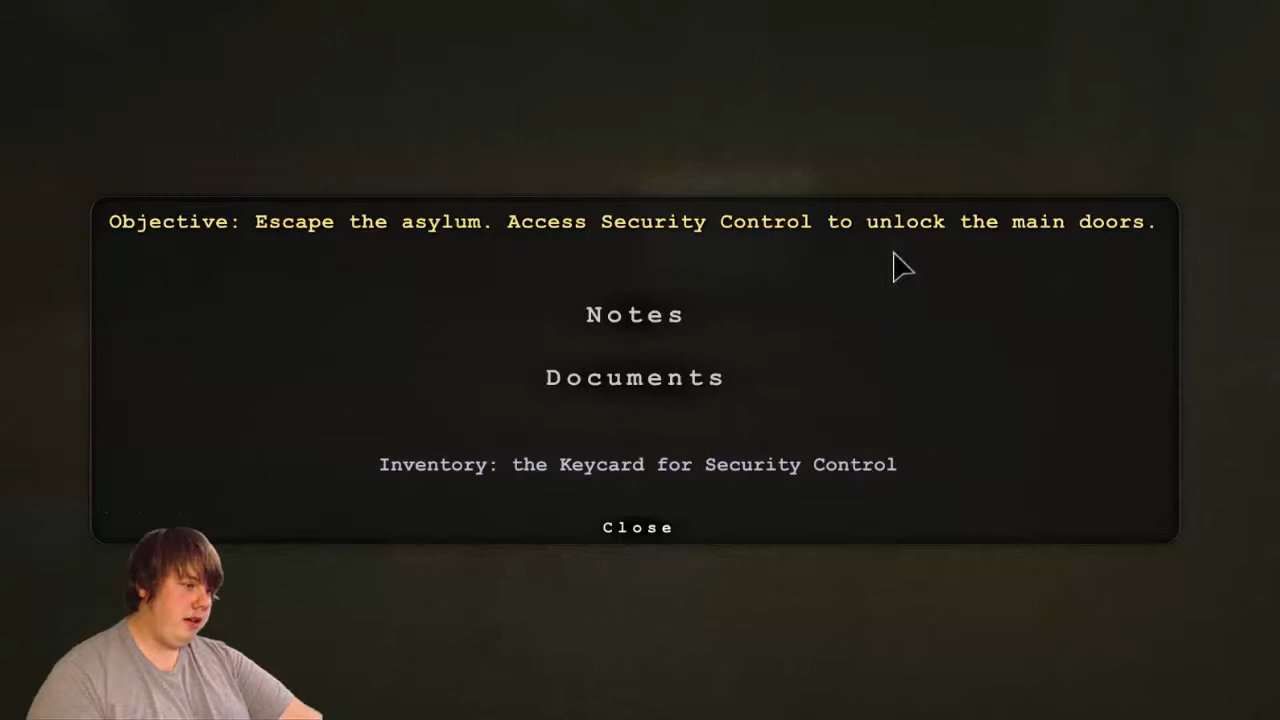 Objective: Escape the asylum. Access Security Control to unlock the main doors.
Notes
Documents
Inventory: the Keycard for Security Control
Close